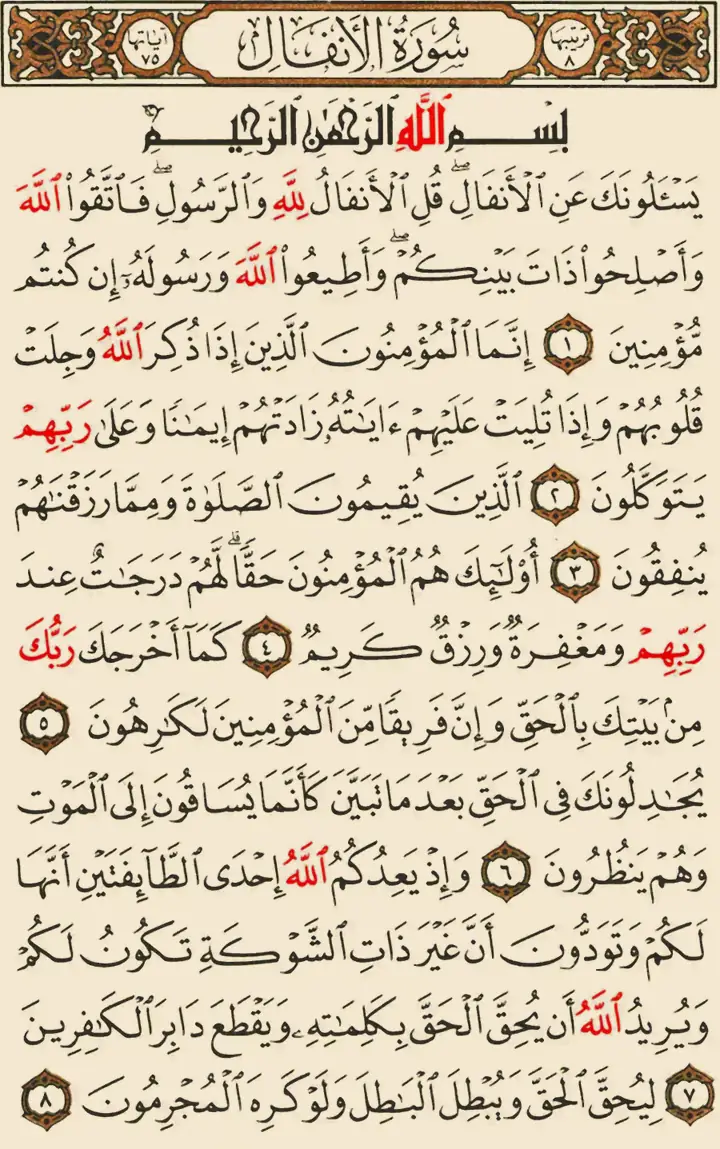 ترتيبها ٨ سُورَةُ الأَنفَالِ آياتها ٧٥
بِسْمِ ٱللَّهِ ٱلرَّحْمَٰنِ ٱلرَّحِيمِ
يَسْـَٔلُونَكَ عَنِ ٱلْأَنفَالِۖ قُلِ ٱلْأَنفَالُ لِلَّهِ وَٱلرَّسُولِۖ فَٱتَّقُوا۟ ٱللَّهَ
وَأَصْلِحُوا۟ ذَاتَ بَيْنِكُمْۖ وَأَطِيعُوا۟ ٱللَّهَ وَرَسُولَهُۥٓ إِن كُنتُم
مُّؤْمِنِينَ ١ إِنَّمَا ٱلْمُؤْمِنُونَ ٱلَّذِينَ إِذَا ذُكِرَ ٱللَّهُ وَجِلَتْ
قُلُوبُهُمْ وَإِذَا تُلِيَتْ عَلَيْهِمْ ءَايَٰتُهُۥ زَادَتْهُمْ إِيمَٰنًا وَعَلَىٰ رَبِّهِمْ
يَتَوَكَّلُونَ ٢ ٱلَّذِينَ يُقِيمُونَ ٱلصَّلَوٰةَ وَمِمَّا رَزَقْنَٰهُمْ
يُنفِقُونَ ٣ أُو۟لَٰٓئِكَ هُمُ ٱلْمُؤْمِنُونَ حَقًّاۚ لَّهُمْ دَرَجَٰتٌ عِندَ
رَبِّهِمْ وَمَغْفِرَةٌ وَرِزْقٌ كَرِيمٌ ٤ كَمَآ أَخْرَجَكَ رَبُّكَ
مِنۢ بَيْتِكَ بِٱلْحَقِّ وَإِنَّ فَرِيقًا مِّنَ ٱلْمُؤْمِنِينَ لَكَٰرِهُونَ ٥
يُجَٰدِلُونَكَ فِى ٱلْحَقِّ بَعْدَ مَا تَبَيَّنَ كَأَنَّمَا يُسَاقُونَ إِلَى ٱلْمَوْتِ
وَهُمْ يَنظُرُونَ ٦ وَإِذْ يَعِدُكُمُ ٱللَّهُ إِحْدَى ٱلطَّآئِفَتَيْنِ أَنَّهَا
لَكُمْ وَتَوَدُّونَ أَنَّ غَيْرَ ذَاتِ ٱلشَّوْكَةِ تَكُونُ لَكُمْ
وَيُرِيدُ ٱللَّهُ أَن يُحِقَّ ٱلْحَقَّ بِكَلِمَٰتِهِۦ وَيَقْطَعَ دَابِرَ ٱلْكَٰفِرِينَ
٧ لِيُحِقَّ ٱلْحَقَّ وَيُبْطِلَ ٱلْبَٰطِلَ وَلَوْ كَرِهَ ٱلْمُجْرِمُونَ ٨